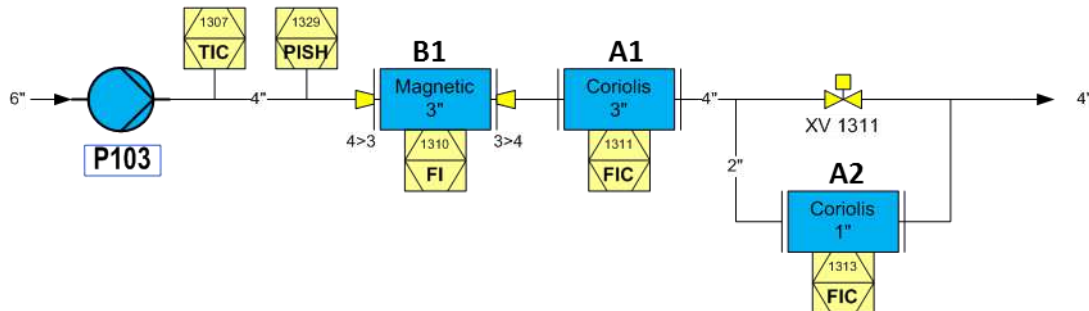 1307
TIC
1329
PISH
B1
A1
6"
4"
Magnetic
3"
Coriolis
3"
4"
4"
P103
4>3
1310
FI
3>4
1311
FIC
XV 1311
2"
A2
Coriolis
1"
1313
FIC